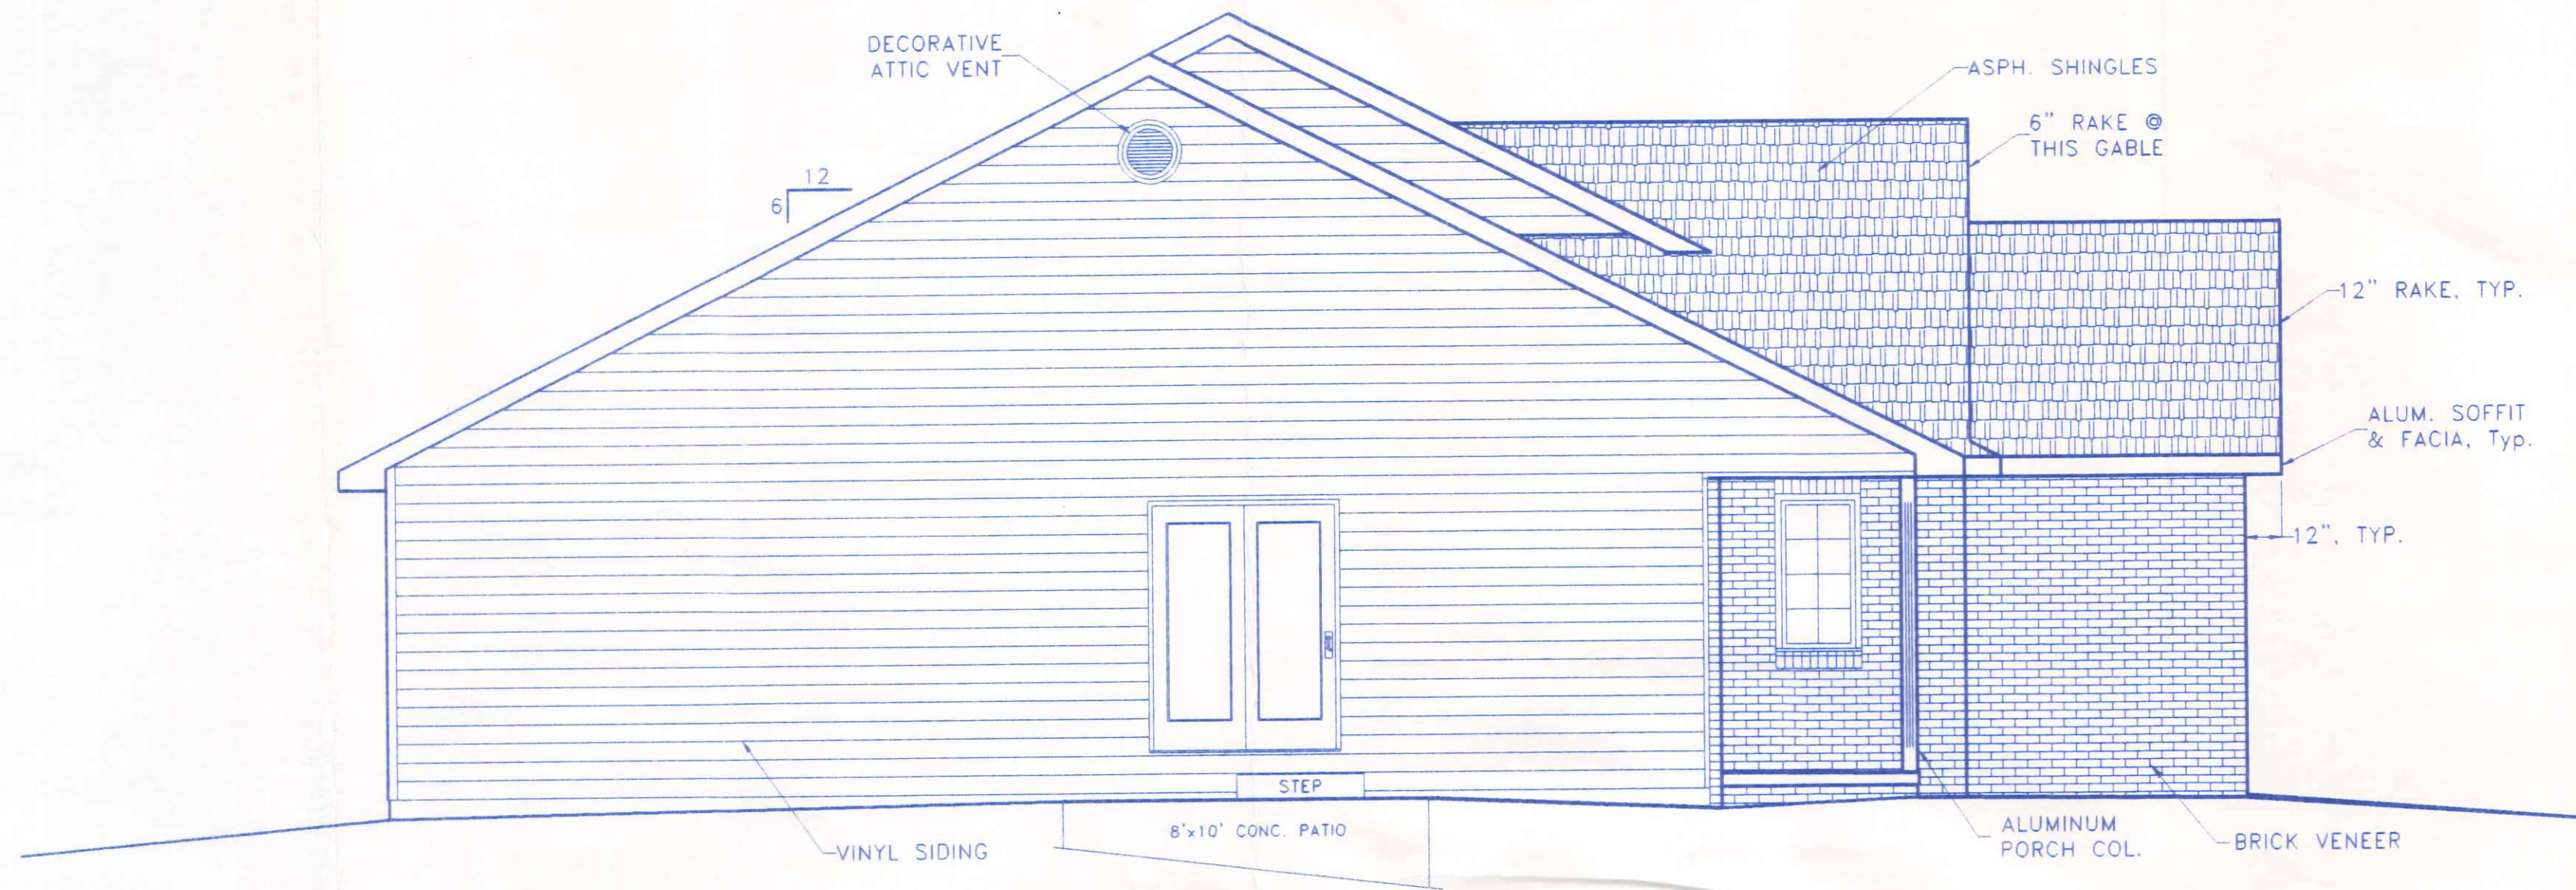 DECORATIVE
ATTIC VENT
ASPH. SHINGLES
6" RAKE @
THIS GABLE
12
6
12" RAKE, TYP.
ALUM. SOFFIT
& FACIA, Typ.
12", TYP.
STEP
8'x10' CONC. PATIO
VINYL SIDING
ALUMINUM
PORCH COL.
BRICK VENEER